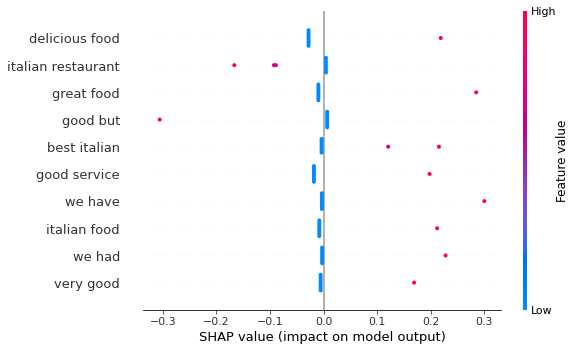 High
delicious food
italian restaurant
great food
good but
best italian
good service
we have
italian food
we had
very good
Feature value
Low
−0.3 −0.2 −0.1 0.0 0.1 0.2 0.3
SHAP value (impact on model output)